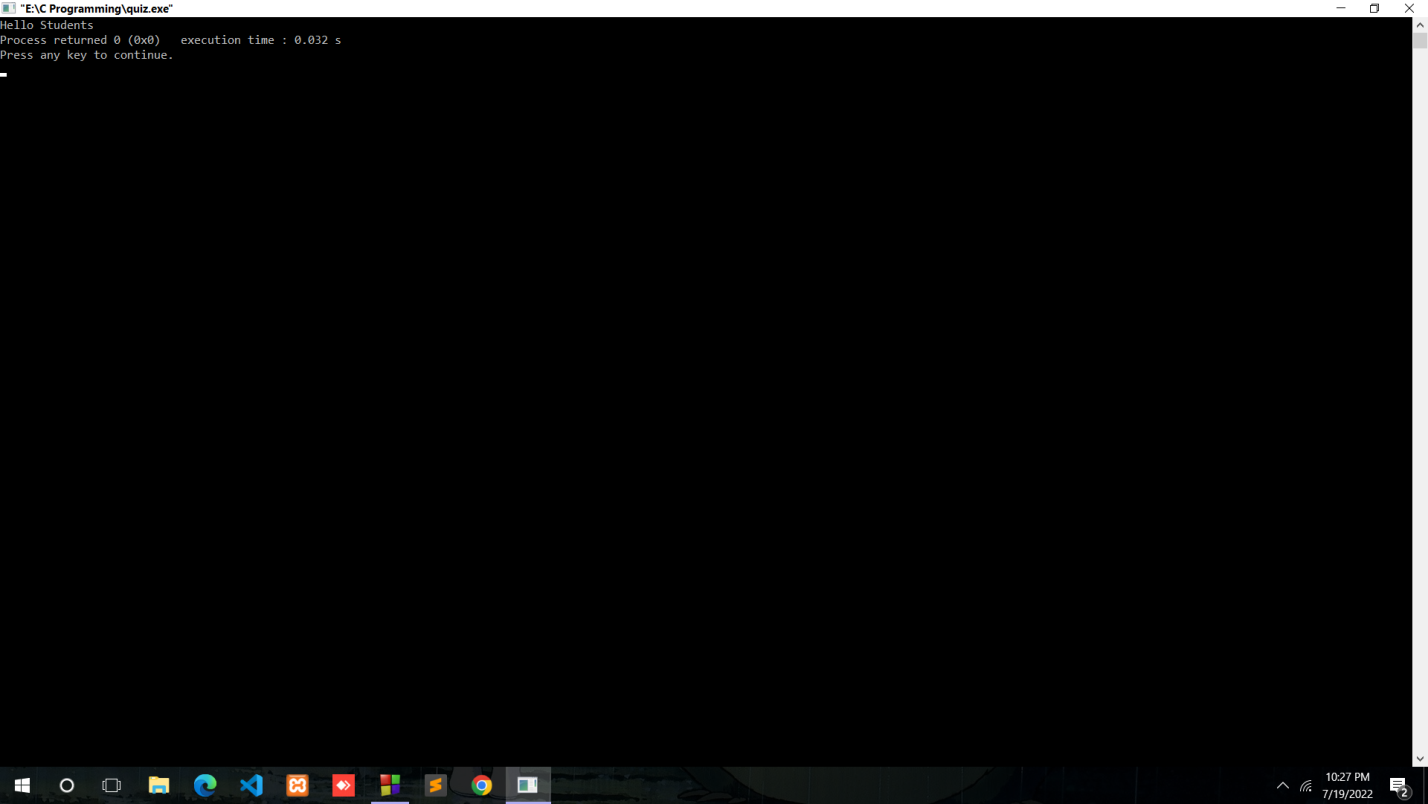 "E:\C Programming\quiz.exe"
Hello Students
Process returned 0 (0x0)   execution time : 0.032 s
Press any key to continue.
10:27 PM
7/19/2022
2